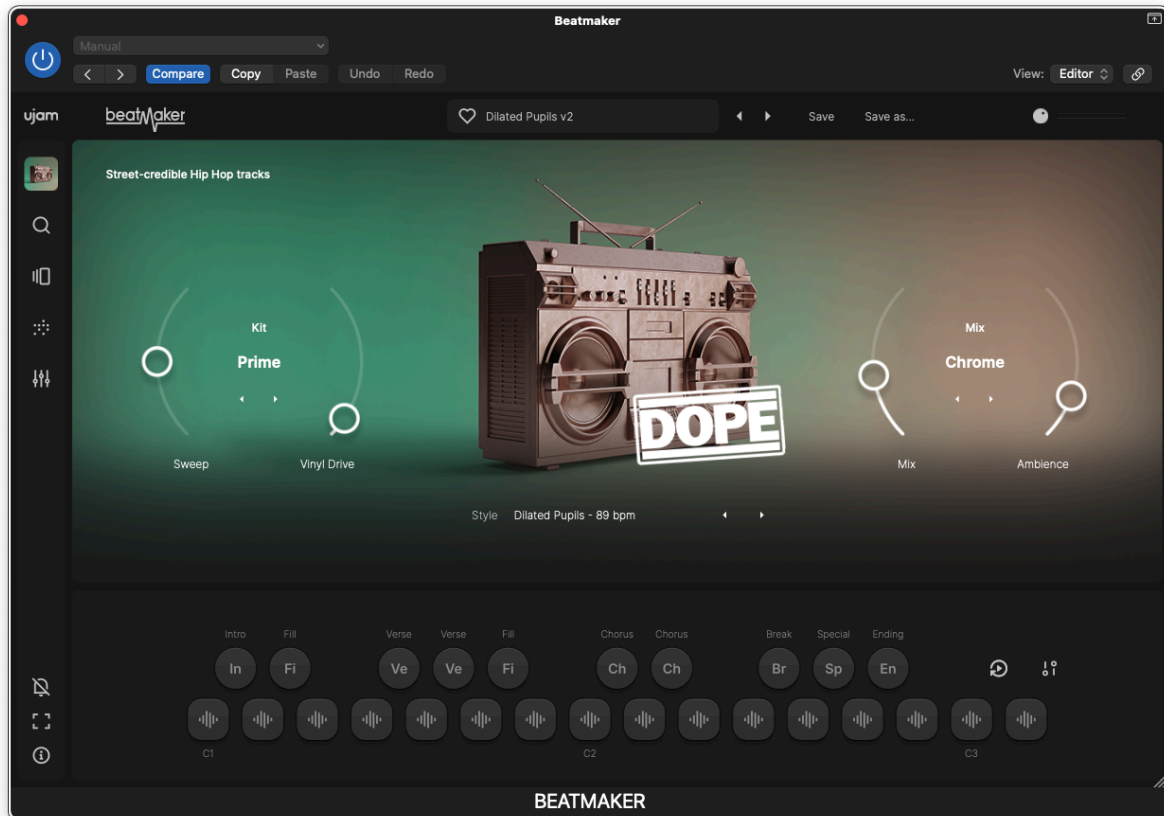 Beatmaker
Manual
Compare Copy Paste Undo Redo View: Editor
ujam beatMaker Dilated Pupils v2 Save Save as...
Street-credible Hip Hop tracks
Kit
Prime
Sweep Vinyl Drive
Mix
Chrome
Mix Ambience
DOPE
Style Dilated Pupils - 89 bpm
Intro Fill Verse Verse Fill Chorus Chorus Break Special Ending
In Fi Ve Ve Fi Ch Ch Br Sp En
C1 C2 C3
BEATMAKER